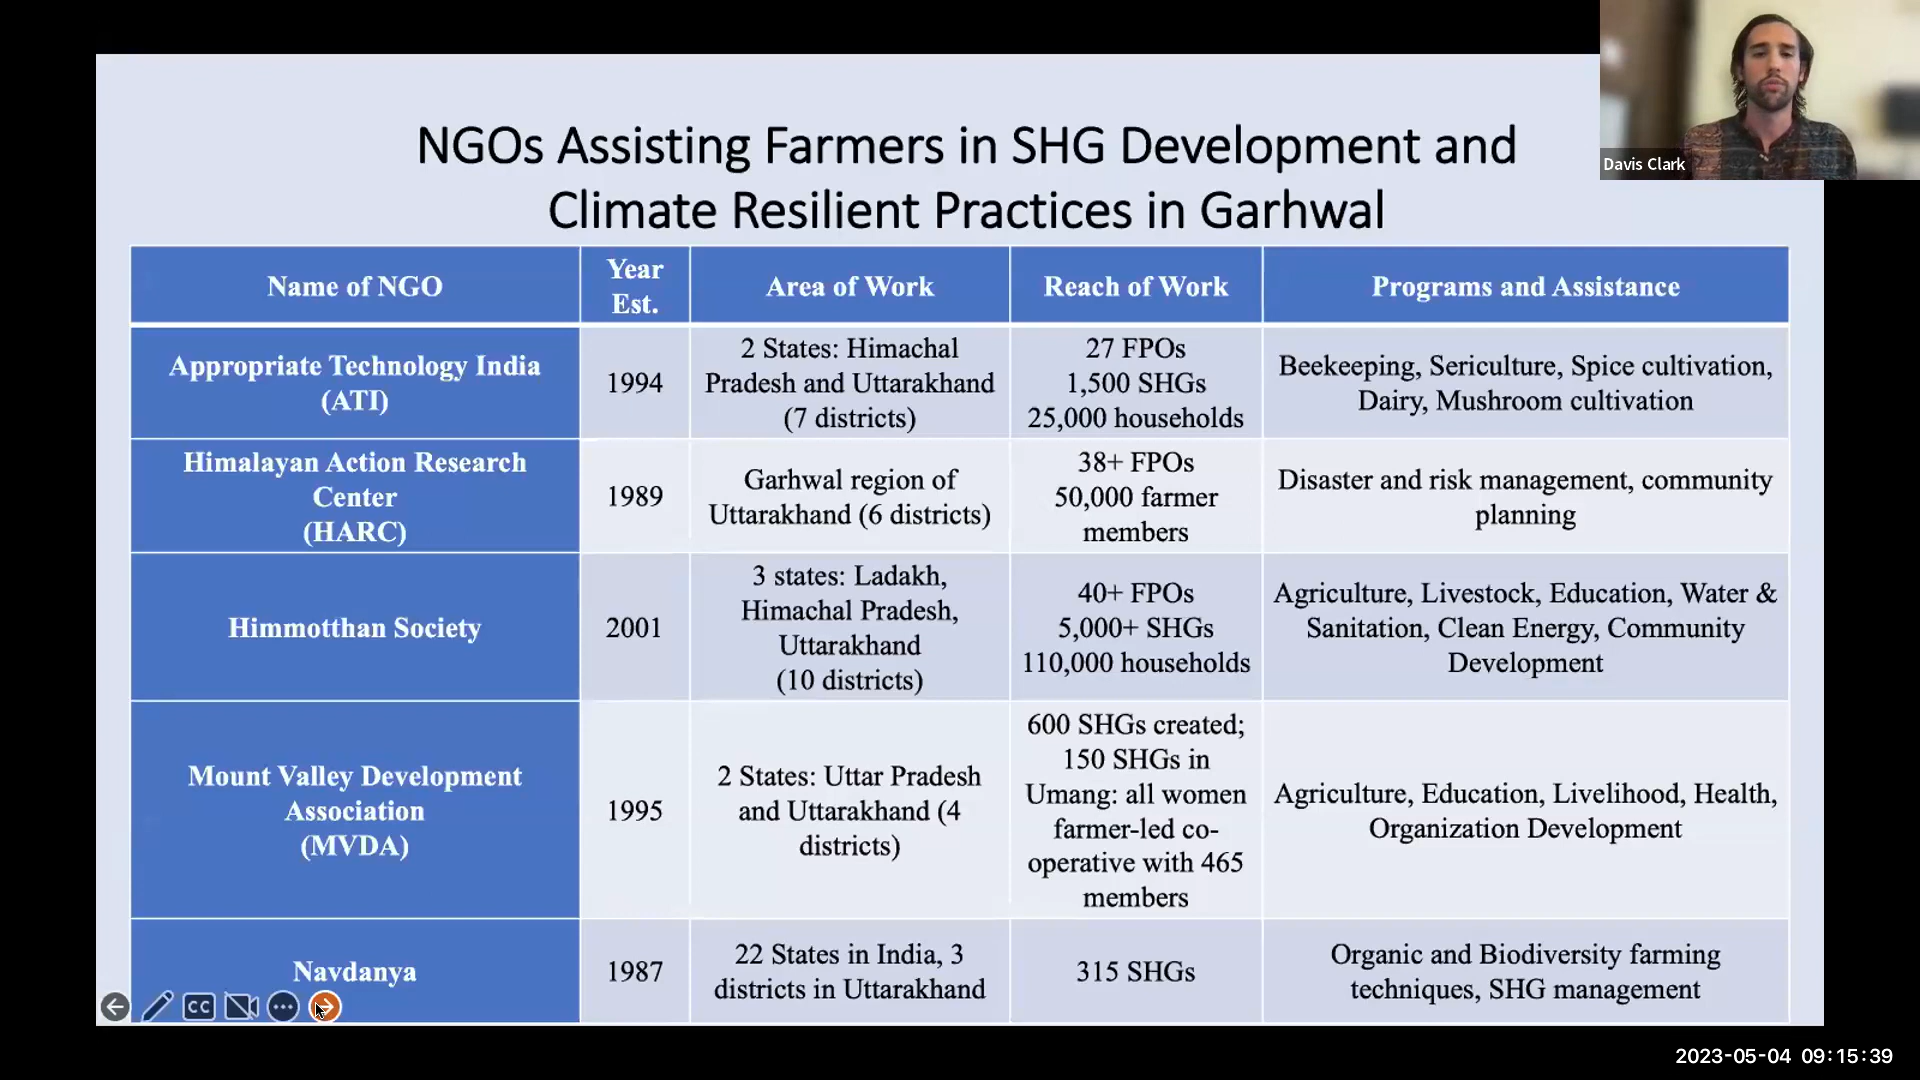 NGOs Assisting Farmers in SHG Development and
Climate Resilient Practices in Garhwal
Davis Clark
Name of NGO
Year
Est.
Area of Work
Reach of Work
Programs and Assistance
Appropriate Technology India
(ATI)
1994
2 States: Himachal
Pradesh and Uttarakhand
(7 districts)
27 FPOs
1,500 SHGs
25,000 households
Beekeeping, Sericulture, Spice cultivation,
Dairy, Mushroom cultivation
Himalayan Action Research
Center
(HARC)
1989
Garhwal region of
Uttarakhand (6 districts)
38+ FPOs
50,000 farmer
members
Disaster and risk management, community
planning
Himmotthan Society
2001
3 states: Ladakh,
Himachal Pradesh,
Uttarakhand
(10 districts)
40+ FPOs
5,000+ SHGs
110,000 households
Agriculture, Livestock, Education, Water &
Sanitation, Clean Energy, Community
Development
Mount Valley Development
Association
(MVDA)
1995
2 States: Uttar Pradesh
and Uttarakhand (4
districts)
600 SHGs created;
150 SHGs in
Umang: all women
farmer-led co-
operative with 465
members
Agriculture, Education, Livelihood, Health,
Organization Development
Navdanya
1987
22 States in India, 3
districts in Uttarakhand
315 SHGs
Organic and Biodiversity farming
techniques, SHG management
CC
2023-05-04 09:15:39